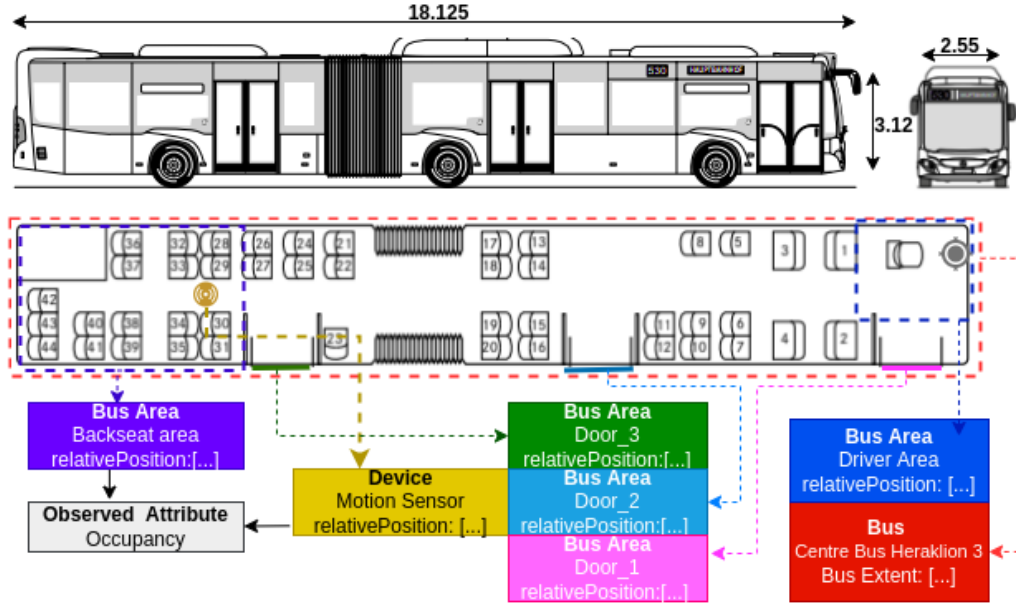 18.125
2.55
530
HAUPTBAHNHOF
530
3.12
36 32 28 26 24 21 17 13 8 5 3 1
37 33 29 27 25 22 18 14
42
43 40 38 34 30 23 19 15 11 9 6 4 2
44 41 39 35 31 20 16 12 10 7
Bus Area
Backseat area
relativePosition:[...]
Observed Attribute
Occupancy
Device
Motion Sensor
relativePosition: [...]
Bus Area
Door_3
relativePosition:[...]
Bus Area
Door_2
relativePosition:[...]
Bus Area
Door_1
relativePosition:[...]
Bus Area
Driver Area
relativePosition: [...]
Bus
Centre Bus Heraklion 3
Bus Extent: [...]